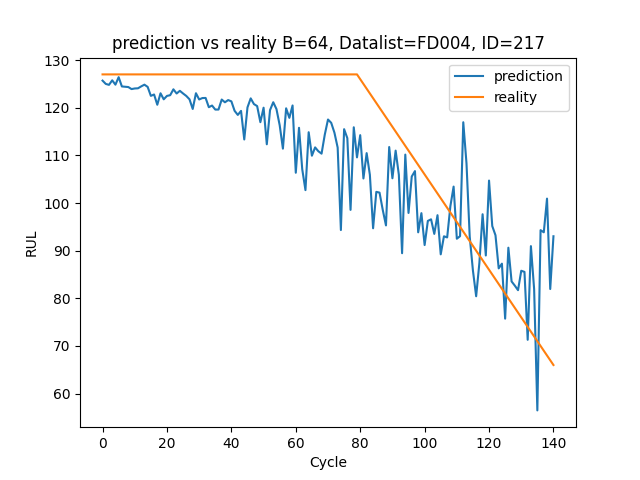 prediction vs reality B=64, Datalist=FD004, ID=217
prediction
reality
RUL
130
120
110
100
90
80
70
60
0 20 40 60 80 100 120 140
Cycle